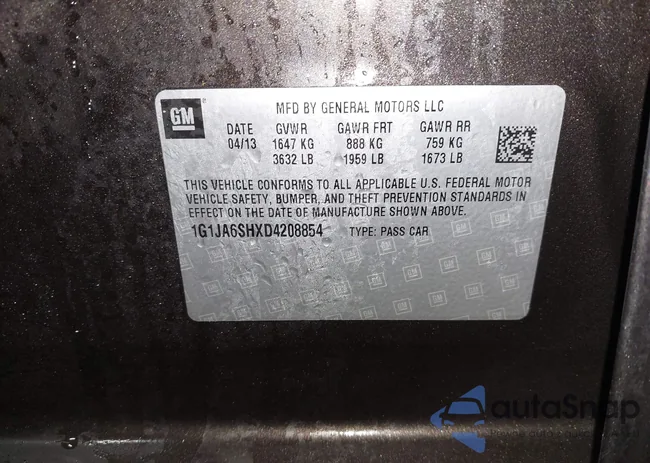 GM
MFD BY GENERAL MOTORS LLC
DATE GVWR GAWR FRT GAWR RR
04/13 1647 KG 888 KG 759 KG
3632 LB 1959 LB 1673 LB
THIS VEHICLE CONFORMS TO ALL APPLICABLE U.S. FEDERAL MOTOR
VEHICLE SAFETY, BUMPER, AND THEFT PREVENTION STANDARDS IN
EFFECT ON THE DATE OF MANUFACTURE SHOWN ABOVE.
1G1JA6SHXD4208854 TYPE: PASS CAR
autoSnap